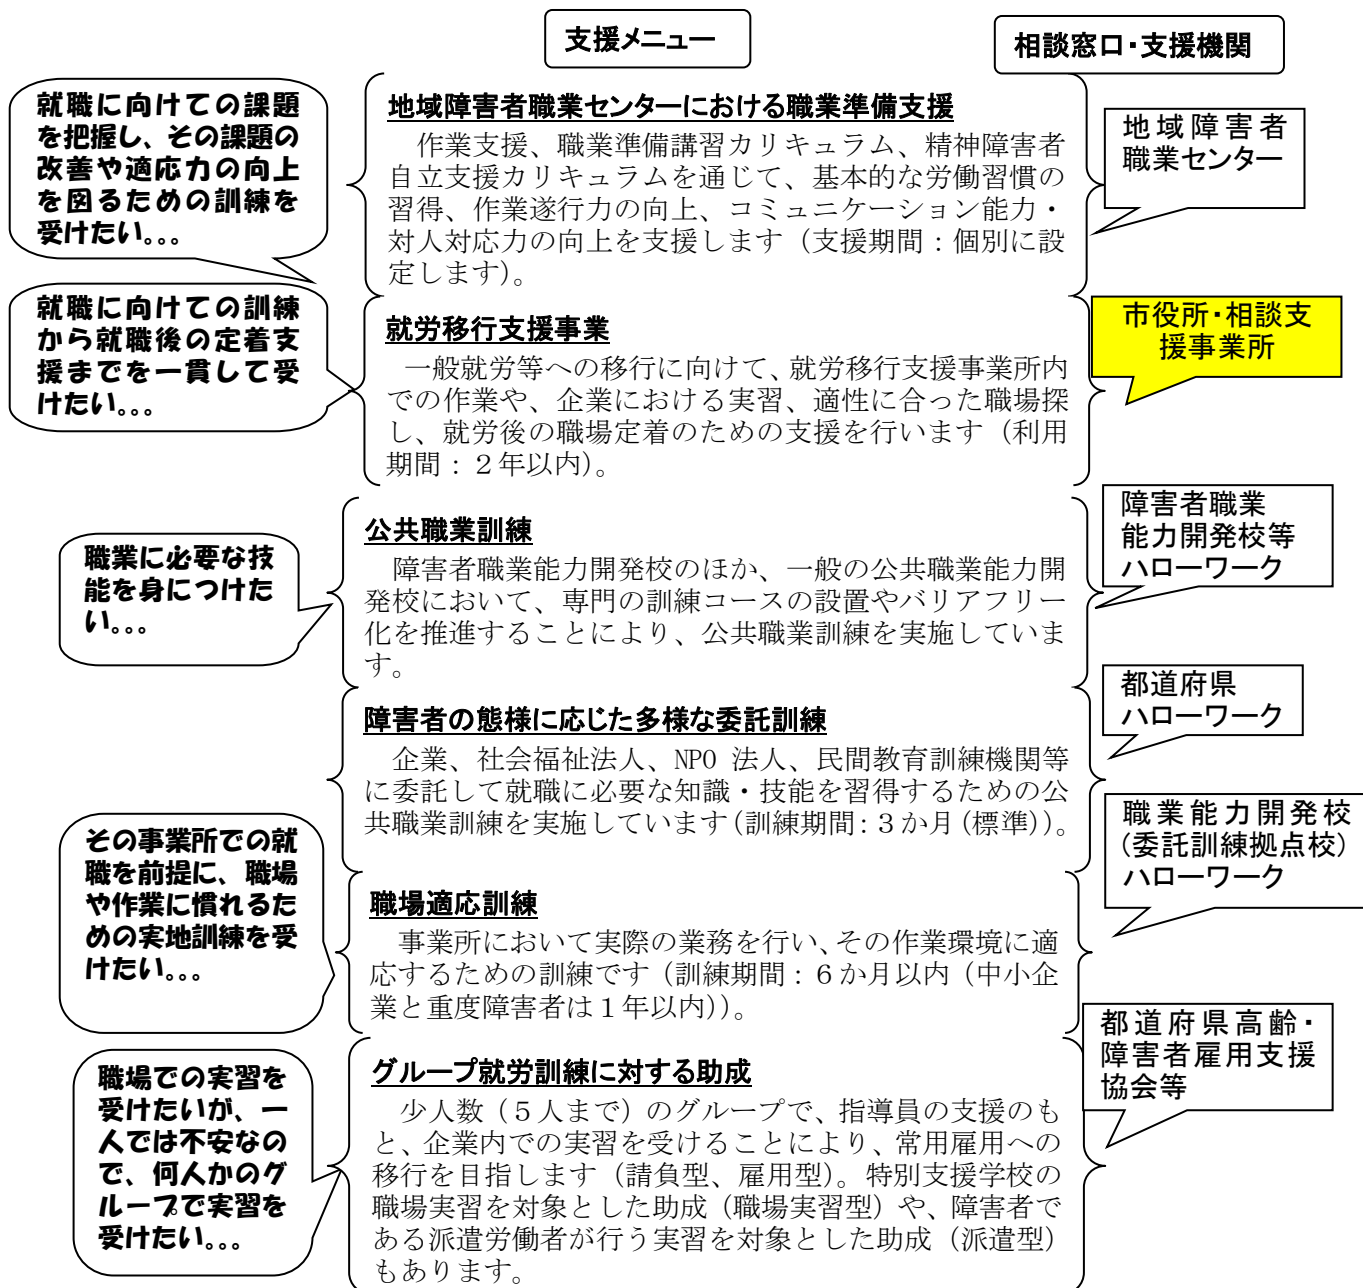 支援メニュー
相談窓口・支援機関
就職に向けての課題
を把握し、その課題の
改善や適応力の向上
を図るための訓練を
受けたい。。。
地域障害者職業センターにおける職業準備支援
作業支援、職業準備講習カリキュラム、精神障害者
自立支援カリキュラムを通じて、基本的な労働習慣の
習得、作業遂行力の向上、コミュニケーション能力・
対人対応力の向上を支援します（支援期間：個別に設
定します）。
地域障害者
職業センター
就職に向けての訓練
から就職後の定着支
援までを一貫して受
けたい。。。
就労移行支援事業
一般就労等への移行に向けて、就労移行支援事業所内
での作業や、企業における実習、適性に合った職場探
し、就労後の職場定着のための支援を行います（利用
期間：２年以内）。
市役所・相談支
援事業所
職業に必要な技
能を身につけた
い。。。
公共職業訓練
障害者職業能力開発校のほか、一般の公共職業能力開
発校において、専門の訓練コースの設置やバリアフリー
化を推進することにより、公共職業訓練を実施していま
す。
障害者職業
能力開発校等
ハローワーク
障害者の態様に応じた多様な委託訓練
企業、社会福祉法人、NPO 法人、民間教育訓練機関等
に委託して就職に必要な知識・技能を習得するための公
共職業訓練を実施しています（訓練期間：３か月（標準））。
都道府県
ハローワーク
職業能力開発校
（委託訓練拠点校）
ハローワーク
その事業所での就
職を前提に、職場
や作業に慣れるた
めの実地訓練を受
けたい。。。
職場適応訓練
事業所において実際の業務を行い、その作業環境に適
応するための訓練です（訓練期間：６か月以内（中小企
業と重度障害者は１年以内））。
職場での実習を
受けたいが、一
人では不安なの
で、何人かのグ
ループで実習を
受けたい。。。
グループ就労訓練に対する助成
少人数（５人まで）のグループで、指導員の支援のも
と、企業内での実習を受けることにより、常用雇用への
移行を目指します（請負型、雇用型）。特別支援学校の
職場実習を対象とした助成（職場実習型）や、障害者で
ある派遣労働者が行う実習を対象とした助成（派遣型）
もあります。
都道府県高齢・
障害者雇用支援
協会等